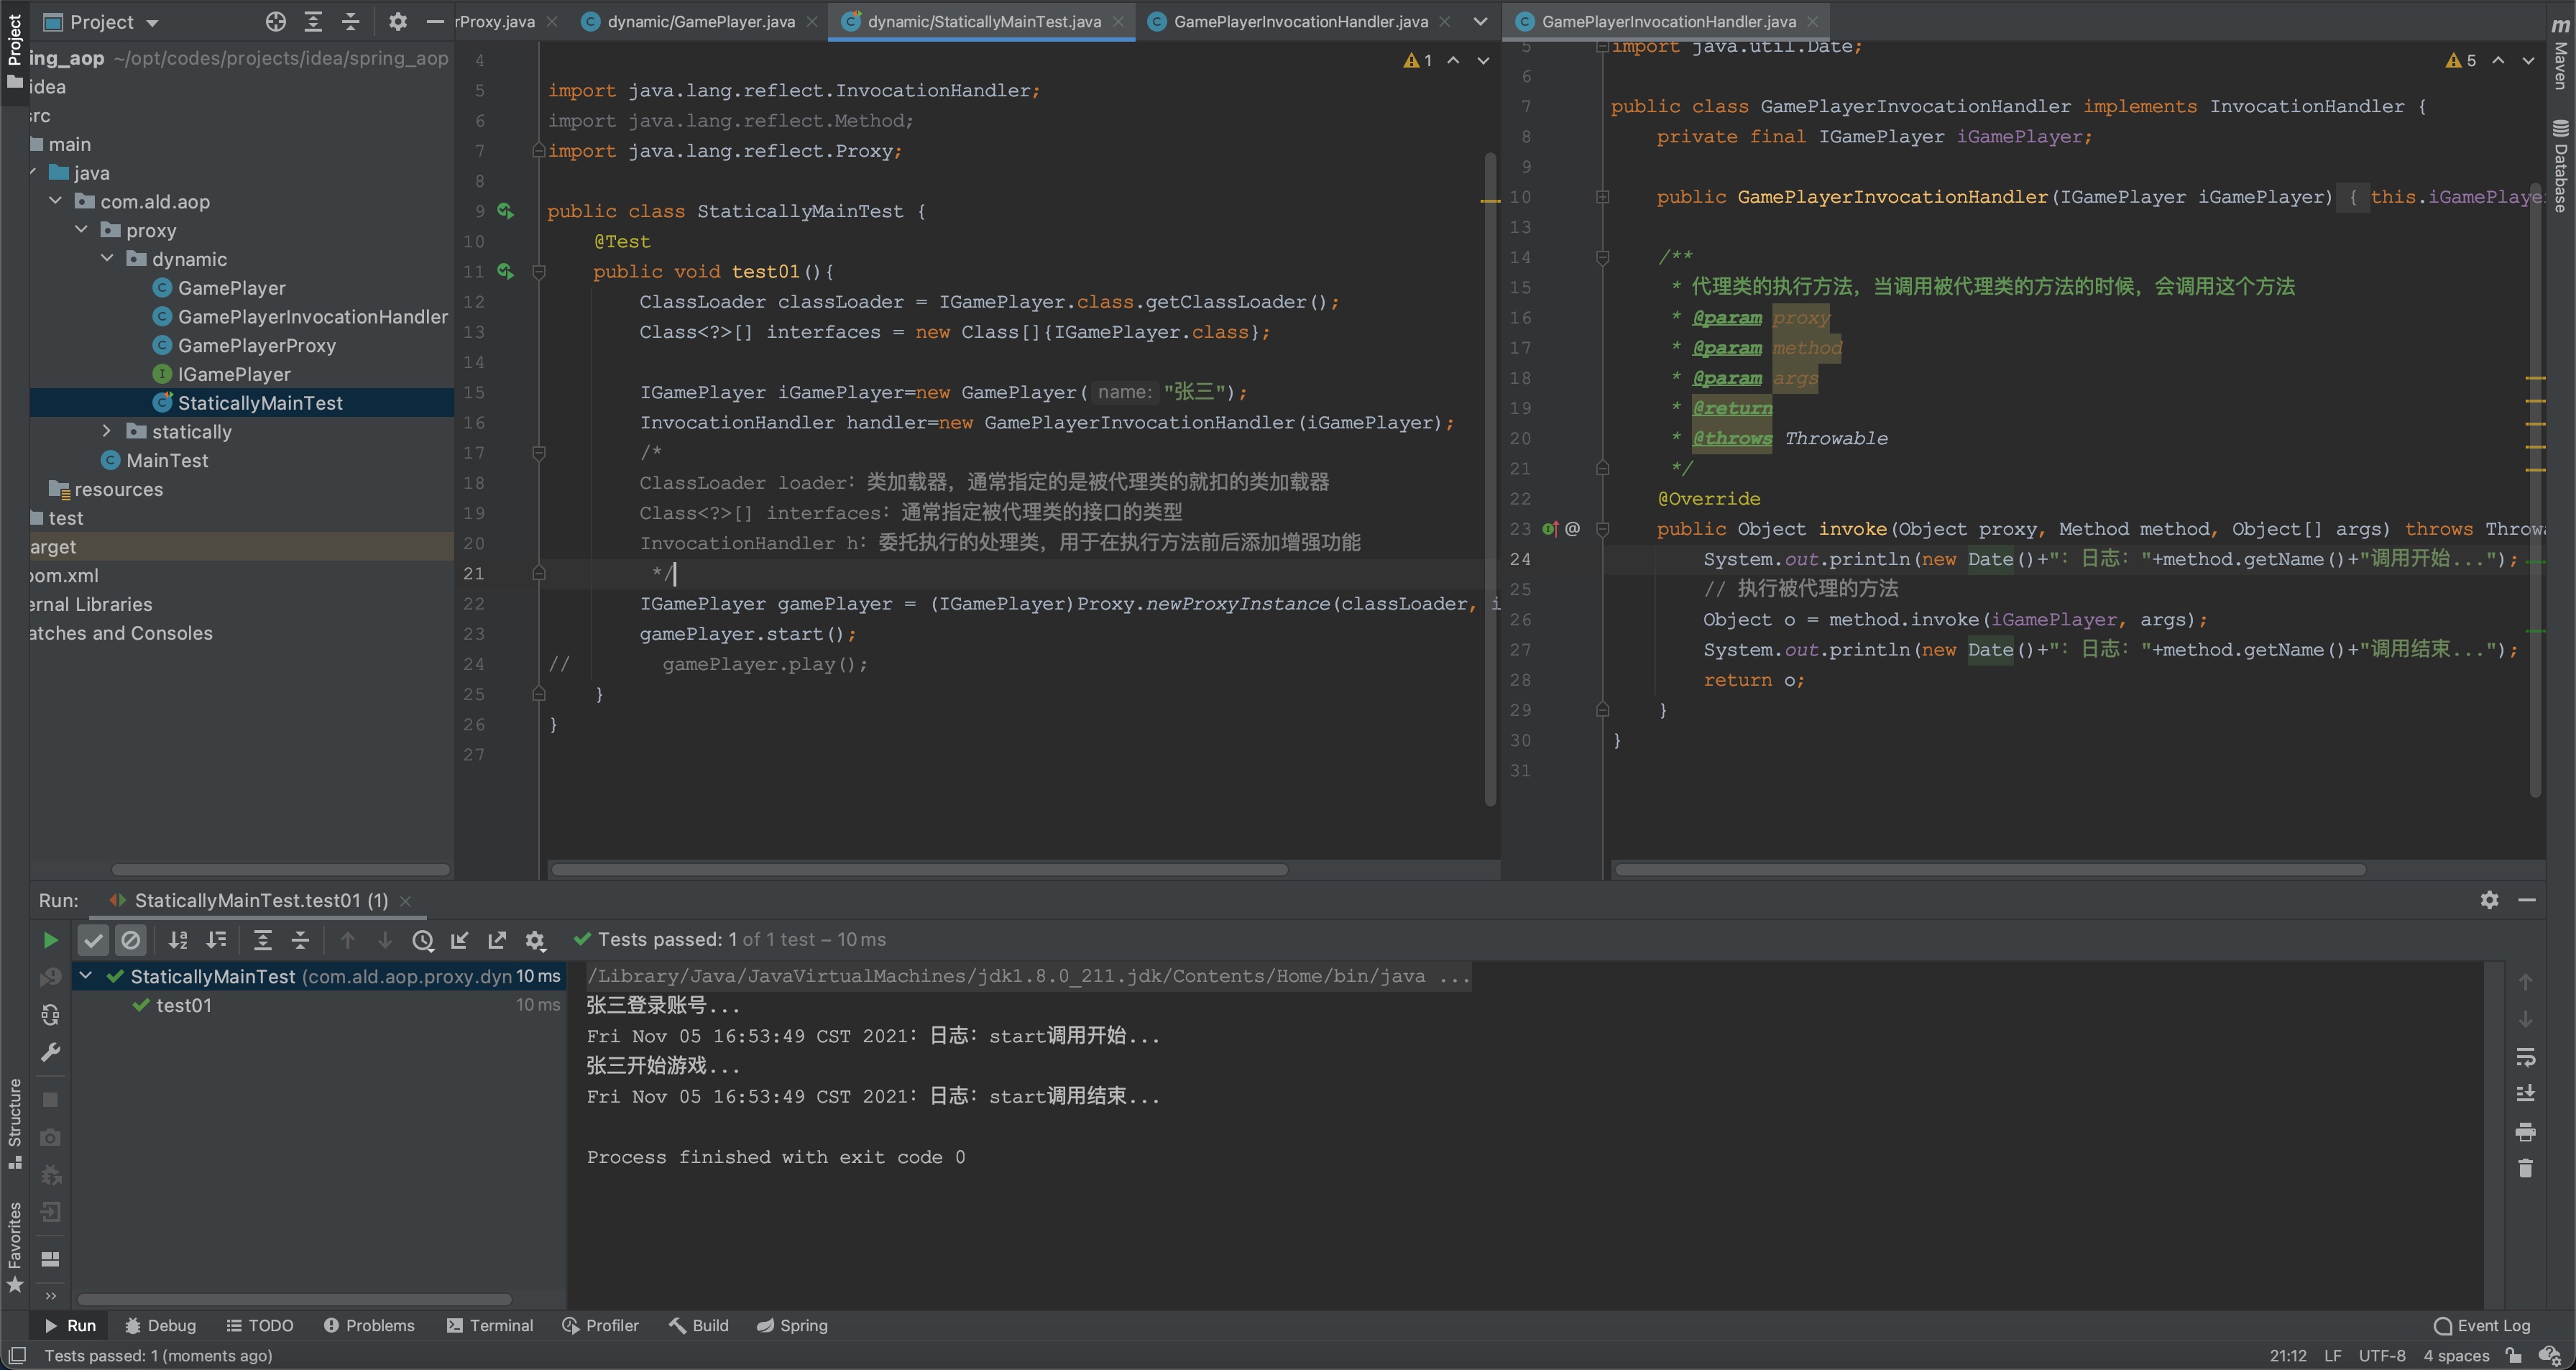 Project
rProxy.java
dynamic/GamePlayer.java
dynamic/StaticallyMainTest.java
GamePlayerInvocationHandler.java
GamePlayerInvocationHandler.java
Project
ing_aop ~/opt/codes/projects/idea/spring_aop
idea
src
main
java
com.ald.aop
proxy
dynamic
GamePlayer
GamePlayerInvocationHandler
GamePlayerProxy
IGamePlayer
StaticallyMainTest
statically
MainTest
resources
test
arget
pom.xml
ernal Libraries
atches and Consoles
Structure
Favorites
1
4
5 import java.lang.reflect.InvocationHandler;
6 import java.lang.reflect.Method;
7 import java.lang.reflect.Proxy;
8
9 public class StaticallyMainTest {
10 @Test
11 public void test01(){
12 ClassLoader classLoader = IGamePlayer.class.getClassLoader();
13 Class<?>[] interfaces = new Class[]{IGamePlayer.class};
14
15 IGamePlayer iGamePlayer=new GamePlayer( name: "张三");
16 InvocationHandler handler=new GamePlayerInvocationHandler(iGamePlayer);
17 /*
18 ClassLoader loader：类加载器，通常指定的是被代理类的就扣的类加载器
19 Class<?>[] interfaces：通常指定被代理类的接口的类型
20 InvocationHandler h：委托执行的处理类，用于在执行方法前后添加增强功能
21 */
22 IGamePlayer gamePlayer = (IGamePlayer)Proxy.newProxyInstance(classLoader, i
23 gamePlayer.start();
24 // gamePlayer.play();
25 }
26 }
27
5
5 import java.util.Date;
6
7 public class GamePlayerInvocationHandler implements InvocationHandler {
8 private final IGamePlayer iGamePlayer;
9
10 public GamePlayerInvocationHandler(IGamePlayer iGamePlayer) { this.iGamePlaye
13
14 /**
15 * 代理类的执行方法，当调用被代理类的方法的时候，会调用这个方法
16 * @param proxy
17 * @param method
18 * @param args
19 * @return
20 * @throws Throwable
21 */
22 @Override
23 @ public Object invoke(Object proxy, Method method, Object[] args) throws Throwa
24 System.out.println(new Date()+"：日志："+method.getName()+"调用开始...");
25 // 执行被代理的方法
26 Object o = method.invoke(iGamePlayer, args);
27 System.out.println(new Date()+"：日志："+method.getName()+"调用结束...");
28 return o;
29 }
30 }
31
m
Maven
Database
Run: StaticallyMainTest.test01 (1)
Tests passed: 1 of 1 test – 10 ms
StaticallyMainTest (com.ald.aop.proxy.dyn 10 ms
test01 10 ms
/Library/Java/JavaVirtualMachines/jdk1.8.0_211.jdk/Contents/Home/bin/java ...
张三登录账号...
Fri Nov 05 16:53:49 CST 2021：日志：start调用开始...
张三开始游戏...
Fri Nov 05 16:53:49 CST 2021：日志：start调用结束...
Process finished with exit code 0
Run Debug TODO Problems Terminal Profiler Build Spring Event Log
Tests passed: 1 (moments ago) 21:12 LF UTF-8 4 spaces